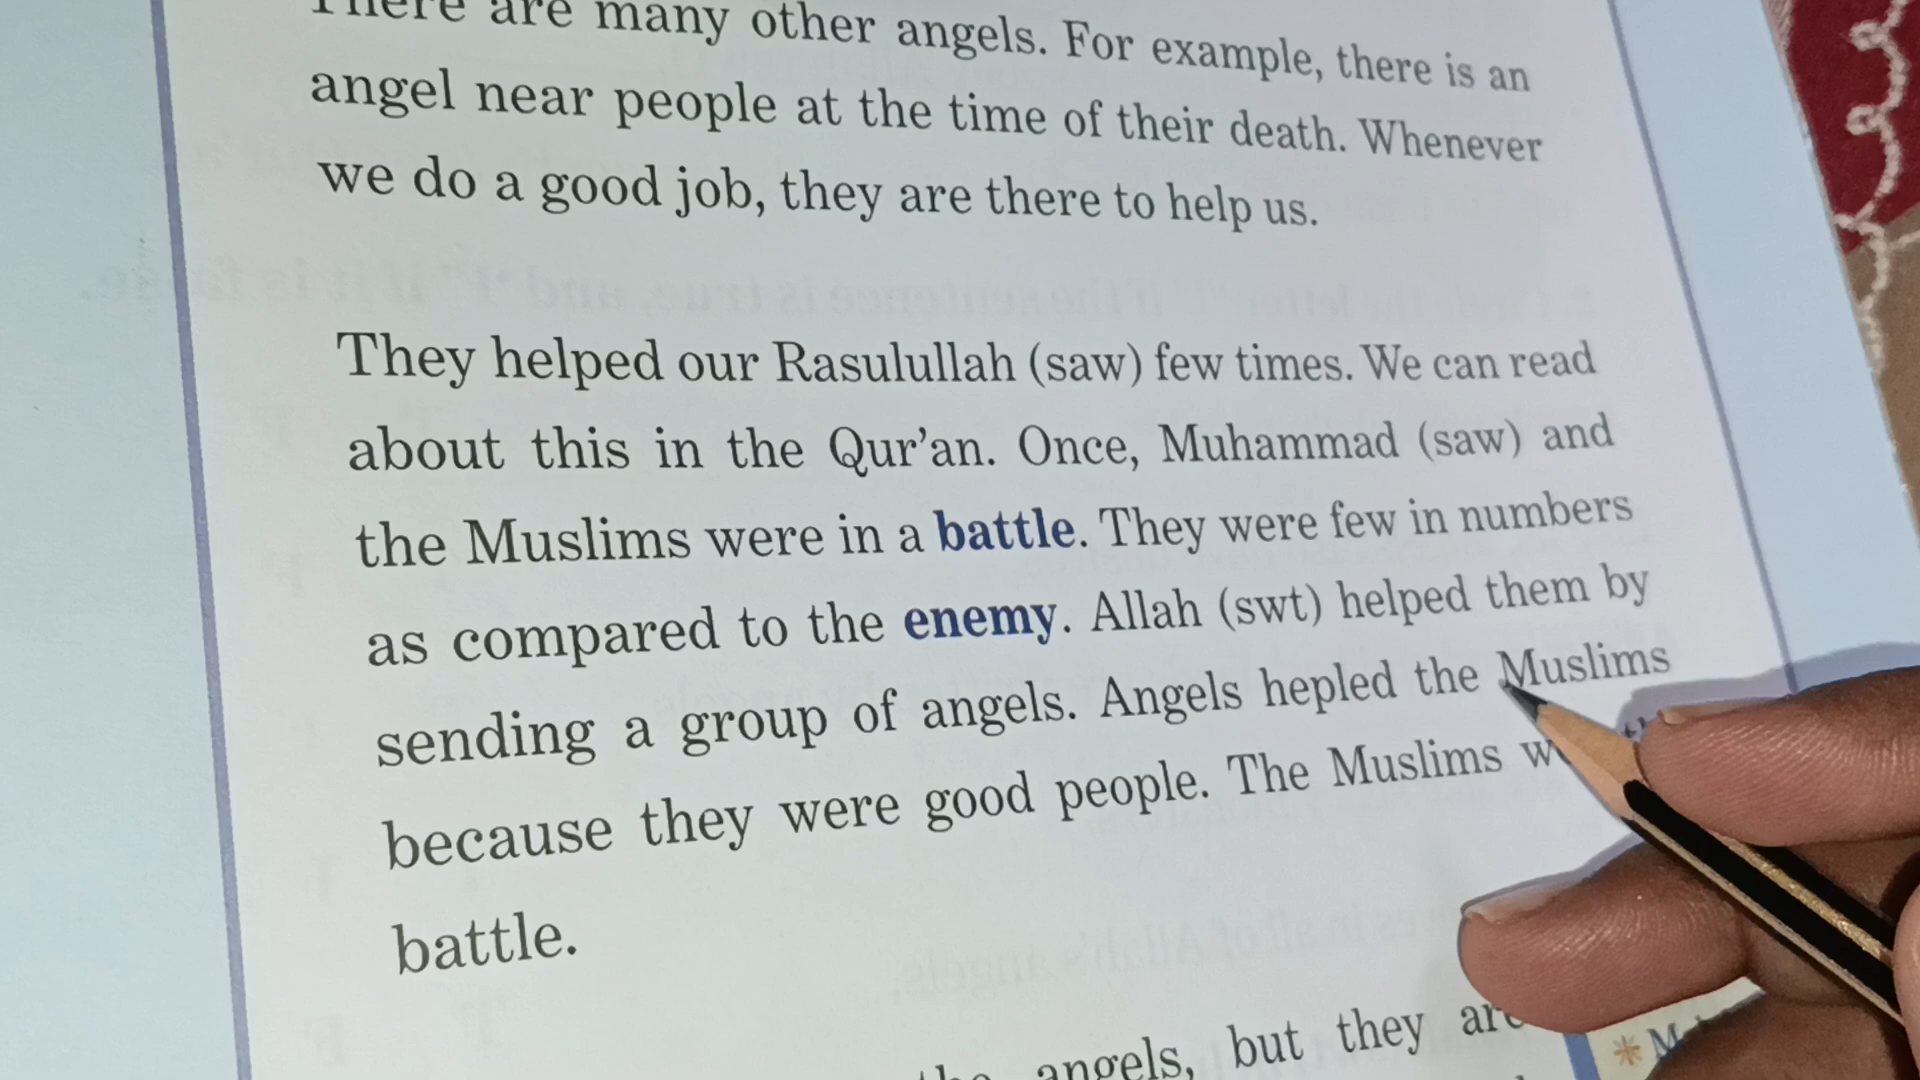 There are many other angels. For example, there is an
angel near people at the time of their death. Whenever
we do a good job, they are there to help us.
They helped our Rasulullah (saw) few times. We can read
about this in the Qur'an. Once, Muhammad (saw) and
the Muslims were in a battle. They were few in numbers
as compared to the enemy. Allah (swt) helped them by
sending a group of angels. Angels hepled the Muslims
because they were good people. The Muslims
battle.
angels, but they